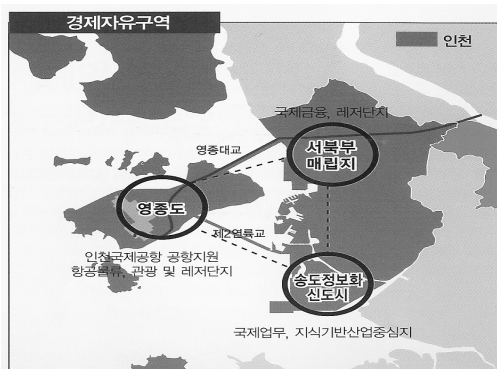 경제자유구역
인천
국제금융, 레저단지
영종대교
서북부
매립지
영종도
제2연륙교
인천국제공항 공항지원
항공물류, 관광 및 레저단지
송도정보화
신도시
국제업무, 지식기반산업중심지